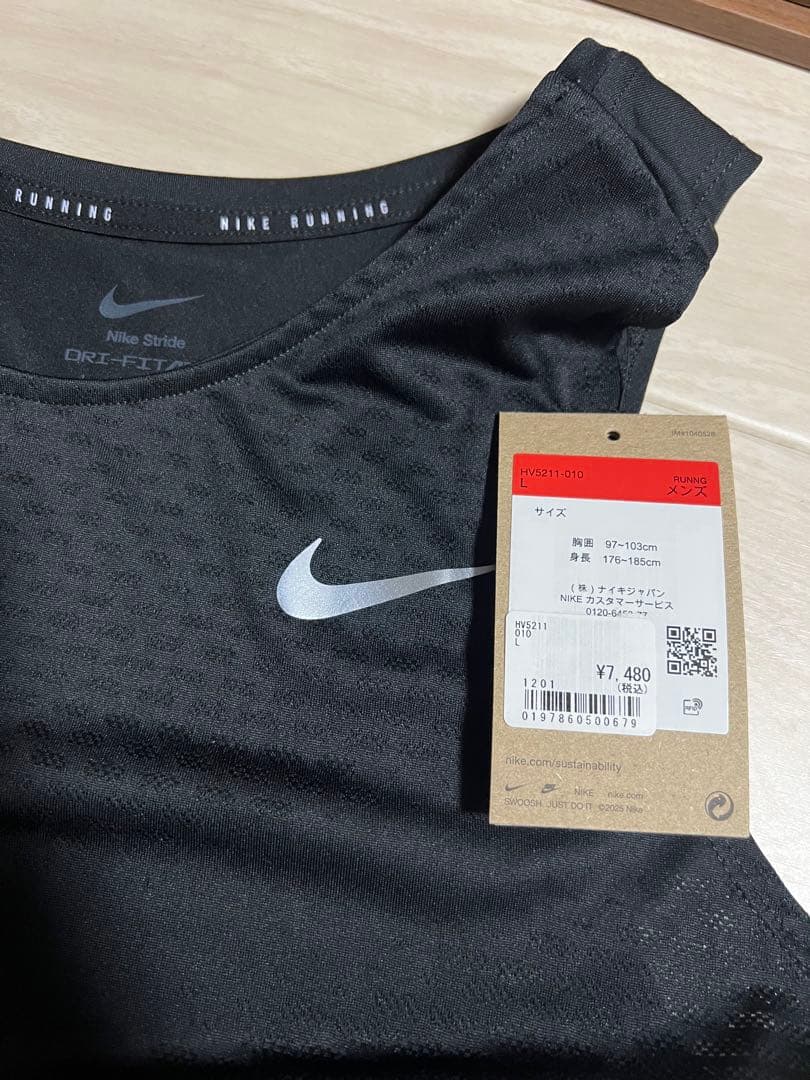 RUNNING
NIKE RUNNING
Nike Stride
DRI-FIT
HV5211-010
L
RUNNG
メンズ
サイズ
胸囲 97~103cm
身長 176~185cm
(株)ナイキジャパン
NIKE カスタマーサービス
HV5211
010
L
¥7,480
(税込)
1201
0197860500679
nike.com/sustainability
NIKE nike.com
SWOOSH. JUST DO IT ©2025 Nike